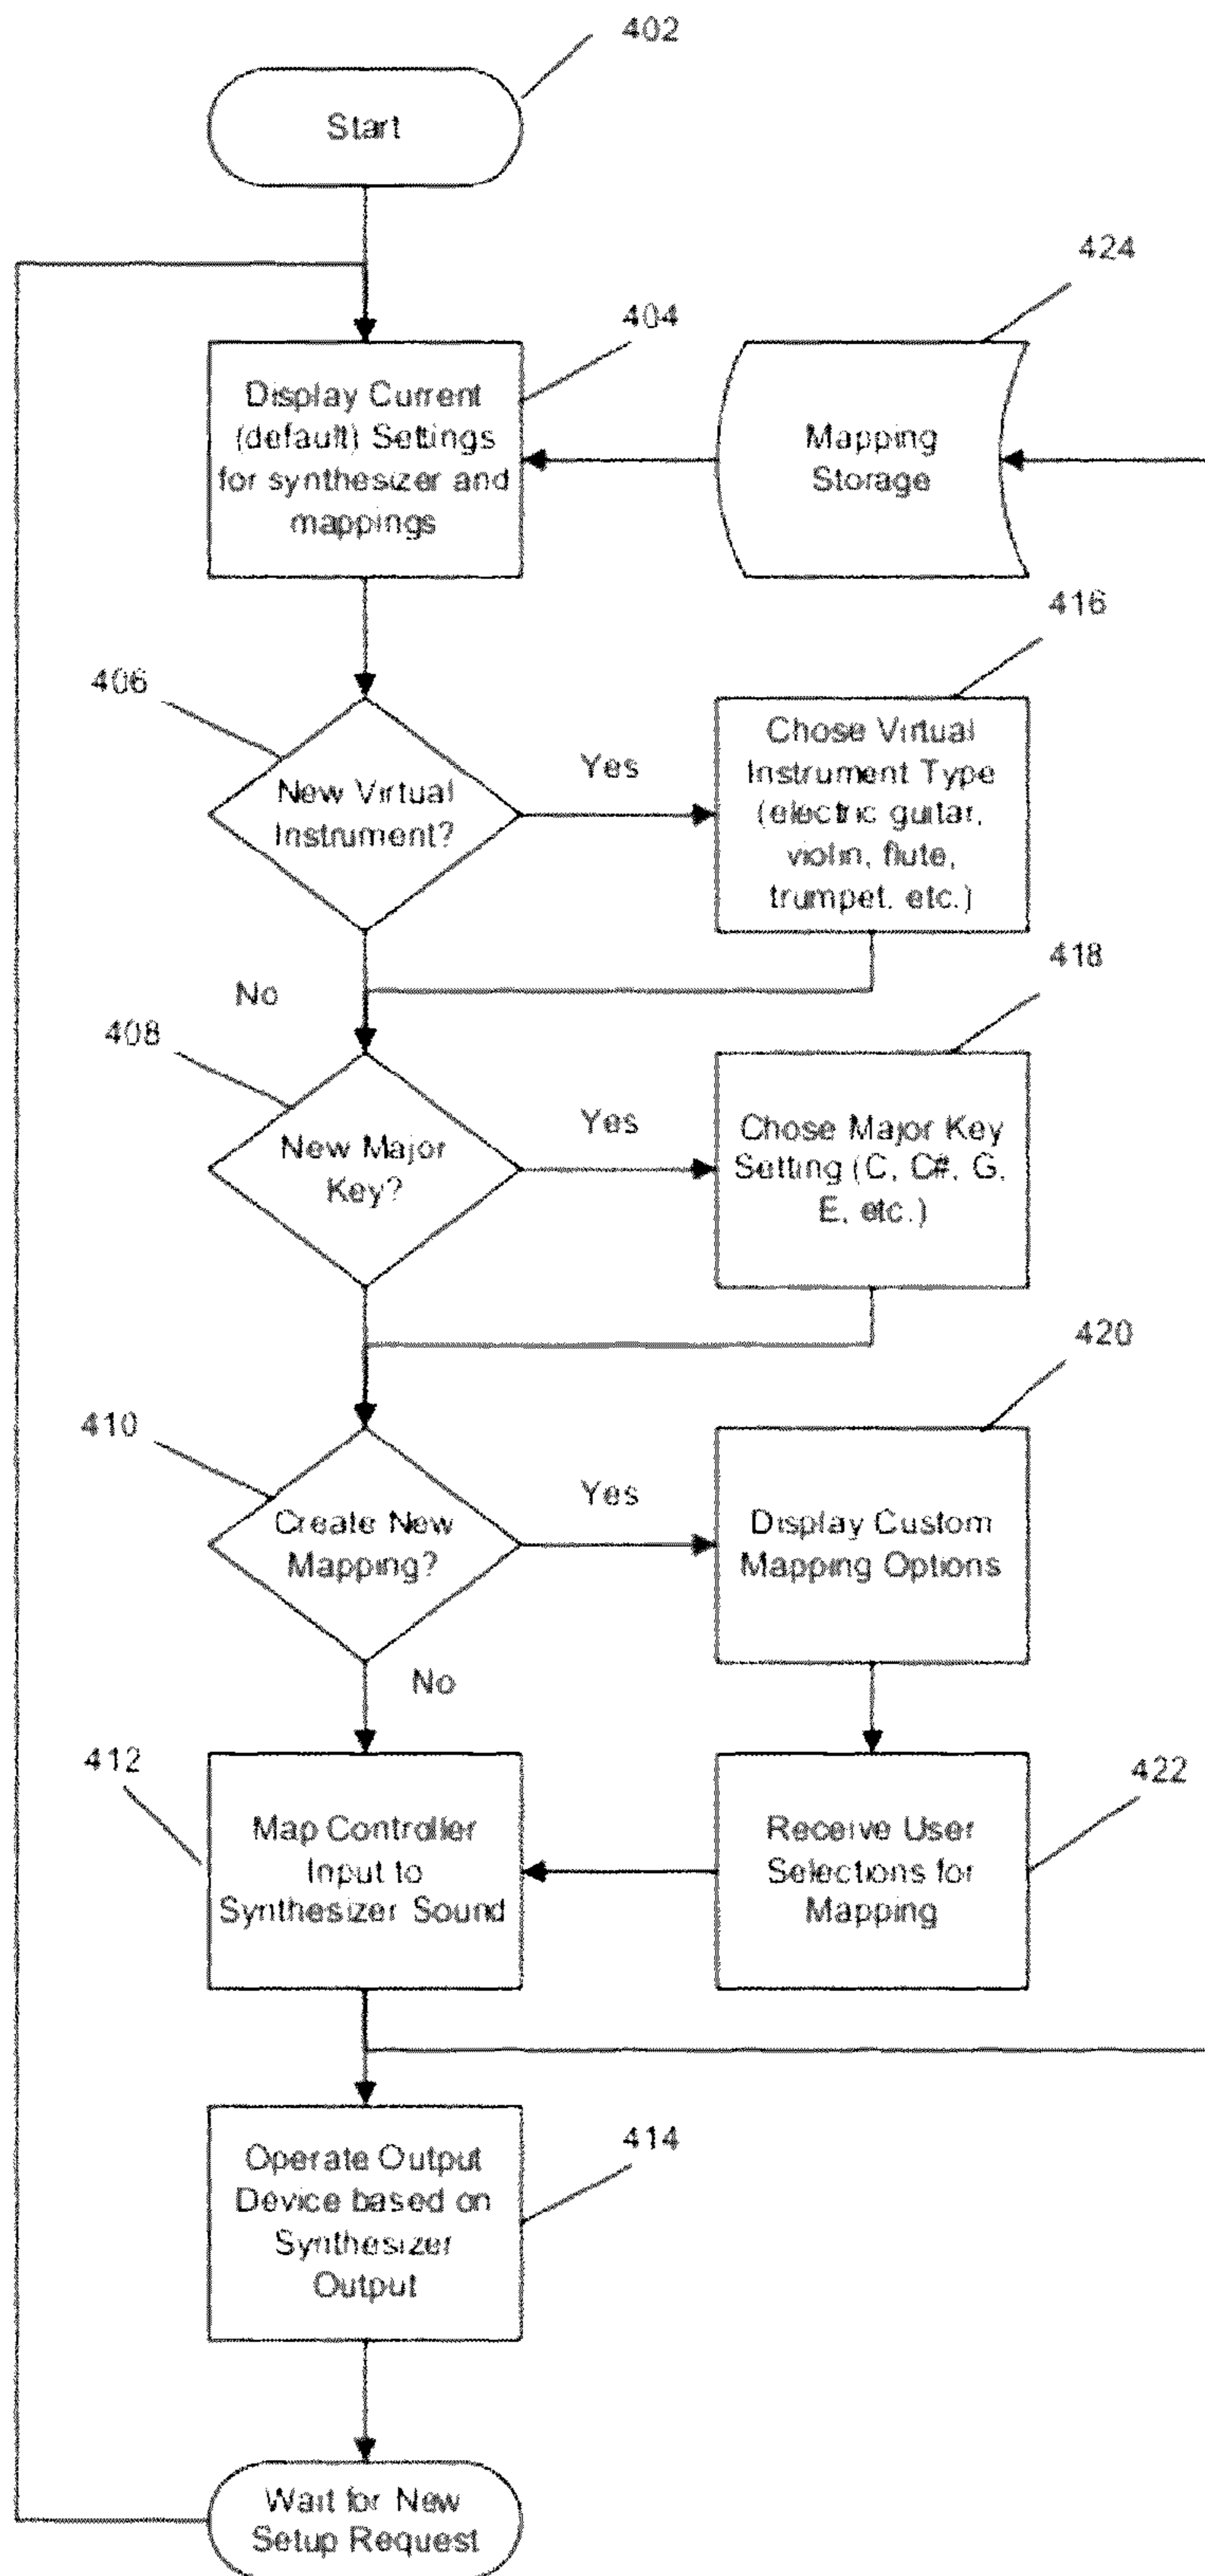 402
Start
424
404
Display Current
(default) Settings
for synthesizer and
mappings
Mapping
Storage
416
406
New Virtual
Instrument?
Yes
Chose Virtual
Instrument Type
(electric guitar,
violin, flute,
trumpet. etc.)
418
No
408
New Major
Key?
Yes
Chose Major Key
Setting (C, C#, G,
E, etc.)
420
410
Create New
Mapping?
Yes
Display Custom
Mapping Options
No
412
Map Controller
Input to
Synthesizer Sound
Receive User
Selections for
Mapping
422
414
Operate Output
Device based on
Synthesizer
Output
Wait for New
Setup Request